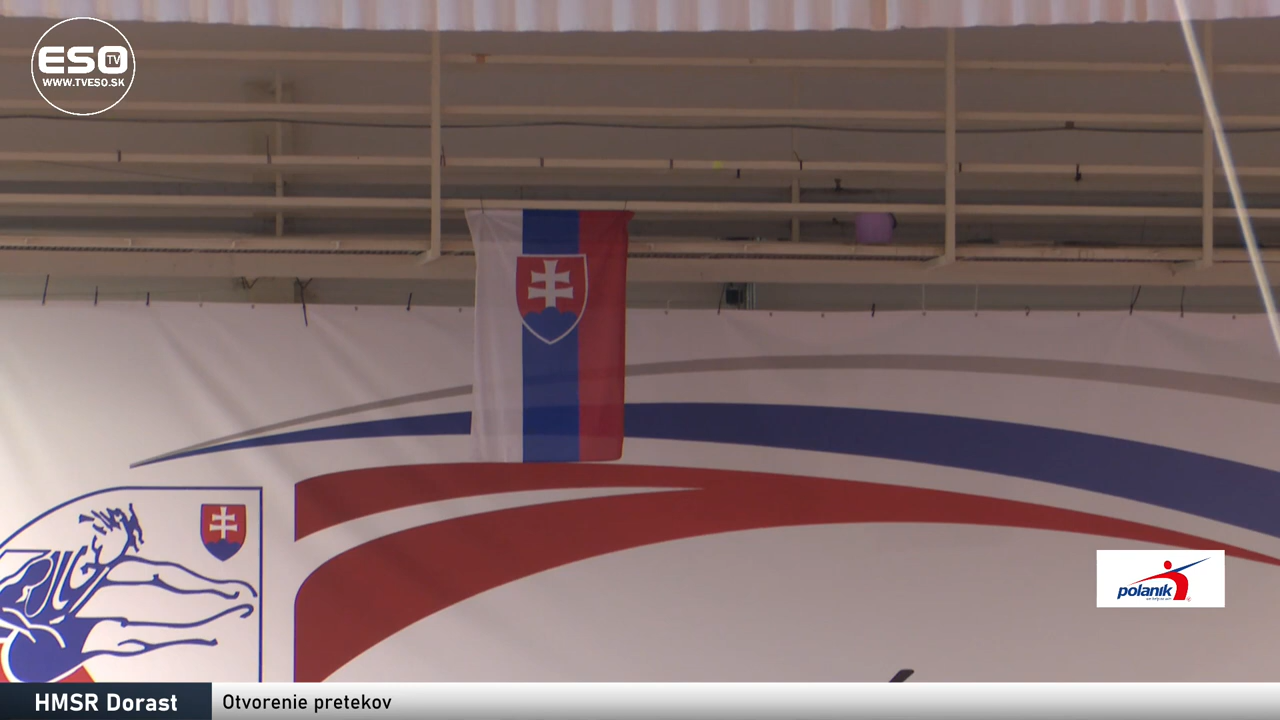 ESO TV
WWW.TVESO.SK
polanik
HMSR Dorast
Otvorenie pretekov